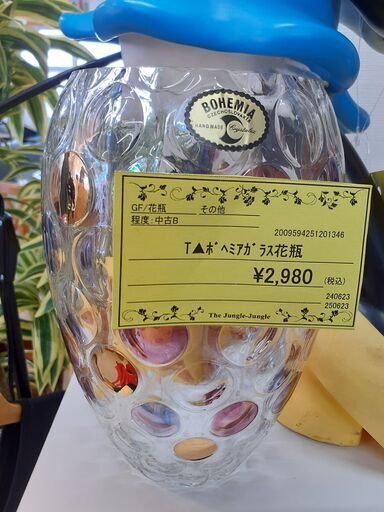 BOHEMIA
CZECHOSLOVAKIA
HAND MADE
GF/花瓶 その他
程度:中古B
2009594251201346
T▲ボヘミアガラス花瓶
¥2,980 (税込)
240623
250623
The Jungle-Jungle